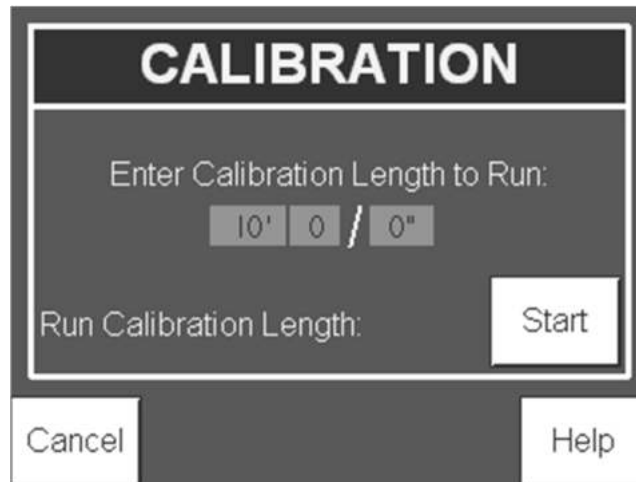 CALIBRATION
Enter Calibration Length to Run:
10' 0 / 0"
Run Calibration Length: Start
Cancel Help